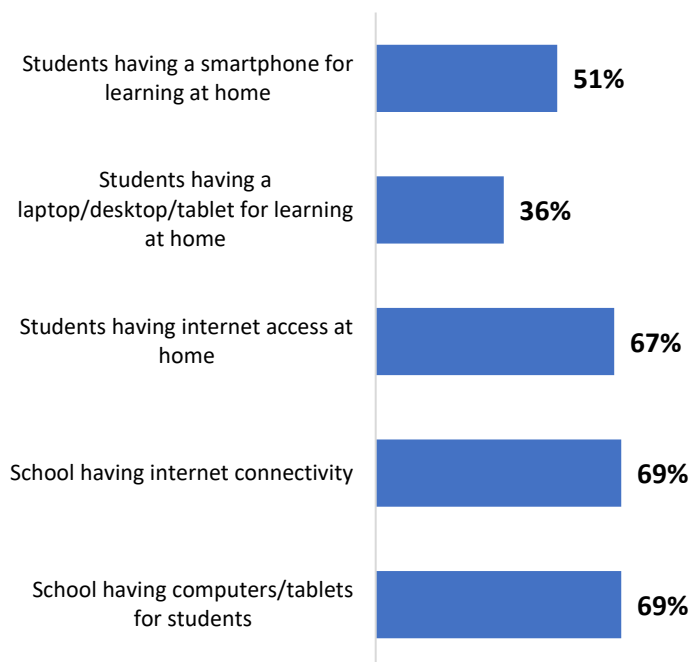 Students having a smartphone for
learning at home
51%
Students having a
laptop/desktop/tablet for learning
at home
36%
Students having internet access at
home
67%
School having internet connectivity
69%
School having computers/tablets
for students
69%